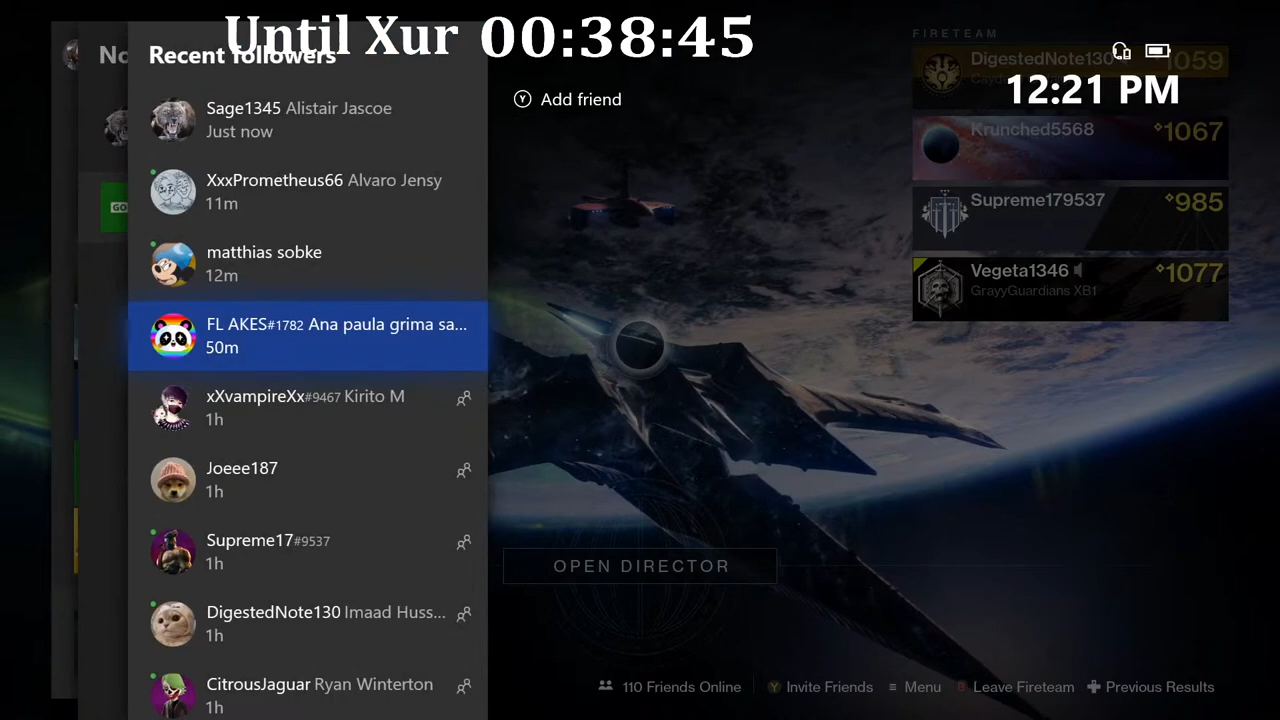 Until Xur 00:38:45
No
Recent followers
Sage1345 Alistair Jascoe
Just now
XxxPrometheus66 Alvaro Jensy
11m
GO
matthias sobke
12m
FL AKES#1782 Ana paula grima sa...
50m
xXvampireXx#9467 Kirito M
1h
Joeee187
1h
Supreme17#9537
1h
DigestedNote130 Imaad Huss...
1h
CitrusJaguar Ryan Winterton
1h
Add friend
FIRETEAM
DigestedNote130 1059
12:21 PM
Krunched5568 1067
Supreme179537 985
Vegeta1346 1077
GrayyGuardians XB1
OPEN DIRECTOR
110 Friends Online Y Invite Friends Menu B Leave Fireteam Previous Results